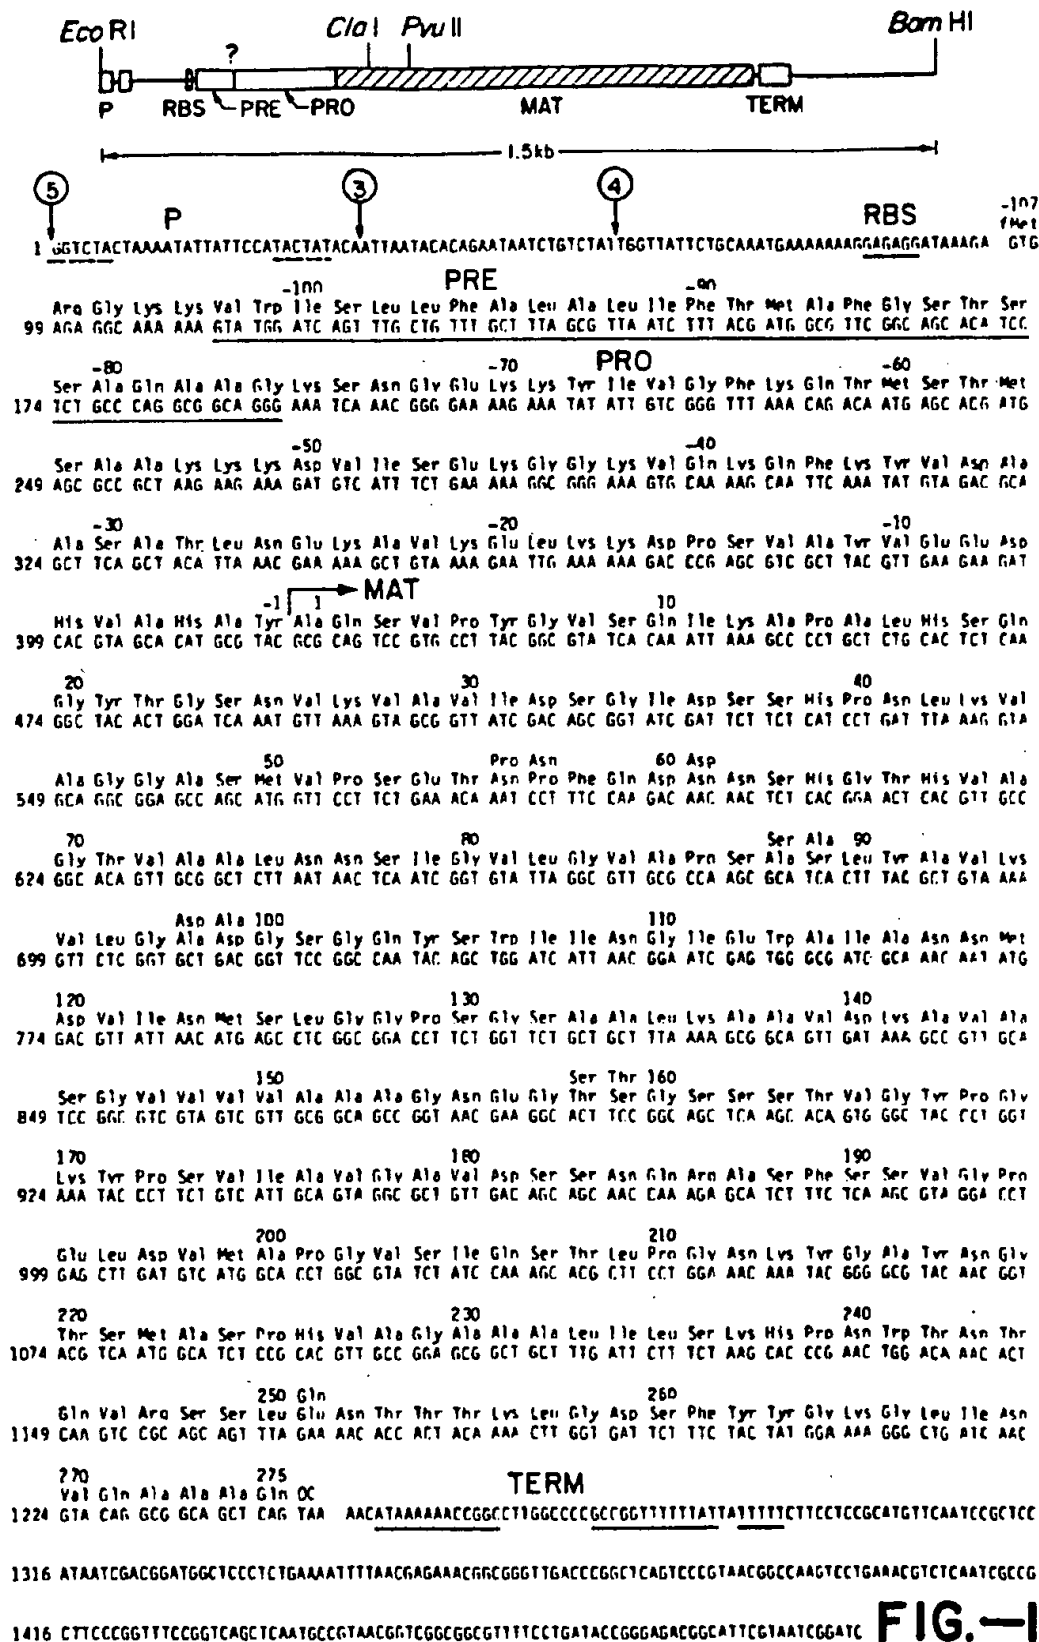 Eco RI ClaI PvuII Bam HI
?
P RBS PRE PRO MAT TERM
1.5kb
5 3 4
P RBS -107
fMet
1 GGTCTACTAAAATATTATTCCATACTATACAATTAATACACAGAATAATCTGTCTATTGGTTATTCTGCAAATGAAAAAAAGGAGAGGATAAAGA GTG
PRE
-100 -90
Arg Gly Lys Lys Val Trp Ile Ser Leu Leu Phe Ala Leu Ala Leu Ile Phe Thr Met Ala Phe Gly Ser Thr Ser
99 AGA GGC AAA AAA GTA TGG ATC AGT TTG CTG TTT GCT TTA GCG TTA ATC TTT ACG ATG GCG TTC GGC AGC ACA TCC
PRO
-80 -70 -60
Ser Ala Gln Ala Ala Gly Lys Ser Asn Gly Glu Lys Lys Tyr Ile Val Gly Phe Lys Gln Thr Met Ser Thr Met
174 TCT GCC CAG GCG GCA GGG AAA TCA AAC GGG GAA AAG AAA TAT ATT GTC GGG TTT AAA CAG ACA ATG AGC ACG ATG
-50 -40
Ser Ala Ala Lys Lys Lys Asp Val Ile Ser Glu Lys Gly Gly Lys Val Gln Lys Gln Phe Lys Tyr Val Asp Ala
249 AGC GCC GCT AAG AAG AAA GAT GTC ATT TCT GAA AAA GGC GGG AAA GTG CAA AAG CAA TTC AAA TAT GTA GAC GCA
-30 -20 -10
Ala Ser Ala Thr Leu Asn Glu Lys Ala Val Lys Glu Leu Lys Lys Asp Pro Ser Val Ala Tyr Val Glu Glu Asp
324 GCT TCA GCT ACA TTA AAC GAA AAA GCT GTA AAA GAA TTG AAA AAA GAC CCG AGC GTC GCT TAC GTT GAA GAA GAT
-1 1 MAT 10
His Val Ala His Ala Tyr Ala Gln Ser Val Pro Tyr Gly Val Ser Gln Ile Lys Ala Pro Ala Leu His Ser Gln
399 CAC GTA GCA CAT GCG TAC GCG CAG TCC GTG CCT TAC GGC GTA TCA CAA ATT AAA GCC CCT GCT CTG CAC TCT CAA
20 30 40
Gly Tyr Thr Gly Ser Asn Val Lys Val Ala Val Ile Asp Ser Gly Ile Asp Ser Ser His Pro Asn Leu Lys Val
474 GGC TAC ACT GGA TCA AAT GTT AAA GTA GCG GTT ATC GAC AGC GGT ATC GAT TCT TCT CAT CCT GAT TTA AAG GTA
50 Pro Asn 60 Asp
Ala Gly Gly Ala Ser Met Val Pro Ser Glu Thr Asn Pro Phe Gln Asp Asn Asn Ser His Gly Thr His Val Ala
549 GCA GGC GGA GCC AGC ATG GTT CCT TCT GAA ACA AAT CCT TTC CAA GAC AAC AAC TCT CAC GGA ACT CAC GTT GCC
70 80 Ser Ala 90
Gly Thr Val Ala Ala Leu Asn Asn Ser Ile Gly Val Leu Gly Val Ala Pro Ser Ala Ser Leu Tyr Ala Val Lys
624 GGC ACA GTT GCG GCT CTT AAT AAC TCA ATC GGT GTA TTA GGC GTT GCG CCA AGC GCA TCA CTT TAC GCT GTA AAA
Asp Ala 100 110
Val Leu Gly Ala Asp Gly Ser Gly Gln Tyr Ser Trp Ile Ile Asn Gly Ile Glu Trp Ala Ile Ala Asn Asn Met
699 GTT CTC GGT GCT GAC GGT TCC GGC CAA TAC AGC TGG ATC ATT AAC GGA ATC GAG TGG GCG ATC GCA AAC AAT ATG
120 130 140
Asp Val Ile Asn Met Ser Leu Gly Gly Pro Ser Gly Ser Ala Ala Leu Lys Ala Ala Val Asp Lys Ala Val Ala
774 GAC GTT ATT AAC ATG AGC CTC GGC GGA CCT TCT GGT TCT GCT GCT TTA AAA GCG GCA GTT GAT AAA GCC GTT GCA
150 Ser Thr 160
Ser Gly Val Val Val Val Ala Ala Ala Gly Asn Glu Gly Thr Ser Gly Ser Ser Ser Thr Val Gly Tyr Pro Gly
849 TCC GGC GTC GTA GTC GTT GCG GCA GCC GGT AAC GAA GGC ACT TCC GGC AGC TCA AGC ACA GTG GGC TAC CCT GGT
170 180 190
Lys Tyr Pro Ser Val Ile Ala Val Gly Ala Val Asp Ser Ser Asn Gln Arg Ala Ser Phe Ser Ser Val Gly Pro
924 AAA TAC CCT TCT GTC ATT GCA GTA GGC GCT GTT GAC AGC AGC AAC CAA AGA GCA TCT TTC TCA AGC GTA GGA CCT
200 210
Glu Leu Asp Val Met Ala Pro Gly Val Ser Ile Gln Ser Thr Leu Pro Gly Asn Lys Tyr Gly Ala Tyr Asn Gly
999 GAG CTT GAT GTC ATG GCA CCT GGC GTA TCT ATC CAA AGC ACG CTT CCT GGA AAC AAA TAC GGG GCG TAC AAC GGT
220 230 240
Thr Ser Met Ala Ser Pro His Val Ala Gly Ala Ala Ala Leu Ile Leu Ser Lys His Pro Asn Trp Thr Asn Thr
1074 ACG TCA ATG GCA TCT CCG CAC GTT GCC GGA GCG GCT GCT TTG ATT CTT TCT AAG CAC CCG AAC TGG ACA AAC ACT
250 Gln 260
Gln Val Arg Ser Ser Leu Glu Asn Thr Thr Thr Lys Leu Gly Asp Ser Phe Tyr Tyr Gly Lys Gly Leu Ile Asn
1149 CAA GTC CGC AGC AGT TTA GAA AAC ACC ACT ACA AAA CTT GGT GAT TCT TTC TAC TAT GGA AAA GGG CTG ATC AAC
270 275 TERM
Val Gln Ala Ala Ala Gln OC
1224 GTA CAG GCG GCA GCT CAG TAA AACATAAAAAACCGGCCTTGGCCCCGCCGGTTTTTTATTATTTTTCTTCCTCCGCATGTTCAATCCGCTCC
1316 ATAATCGACGGATGGCTCCCTCTGAAAATTTTAACGAGAAACGGCGGGTTGACCCGGCTCAGTCCCGTAACGGCCAAGTCCTGAAACGTCTCAATCGCCG
1416 CTTCCCGGTTTCCGGTCAGCTCAATGCCGTAACGGTCGGCGGCGTTTTCCTGATACCGGGAGACGGCATTCGTAATCGGATC
FIG.—1